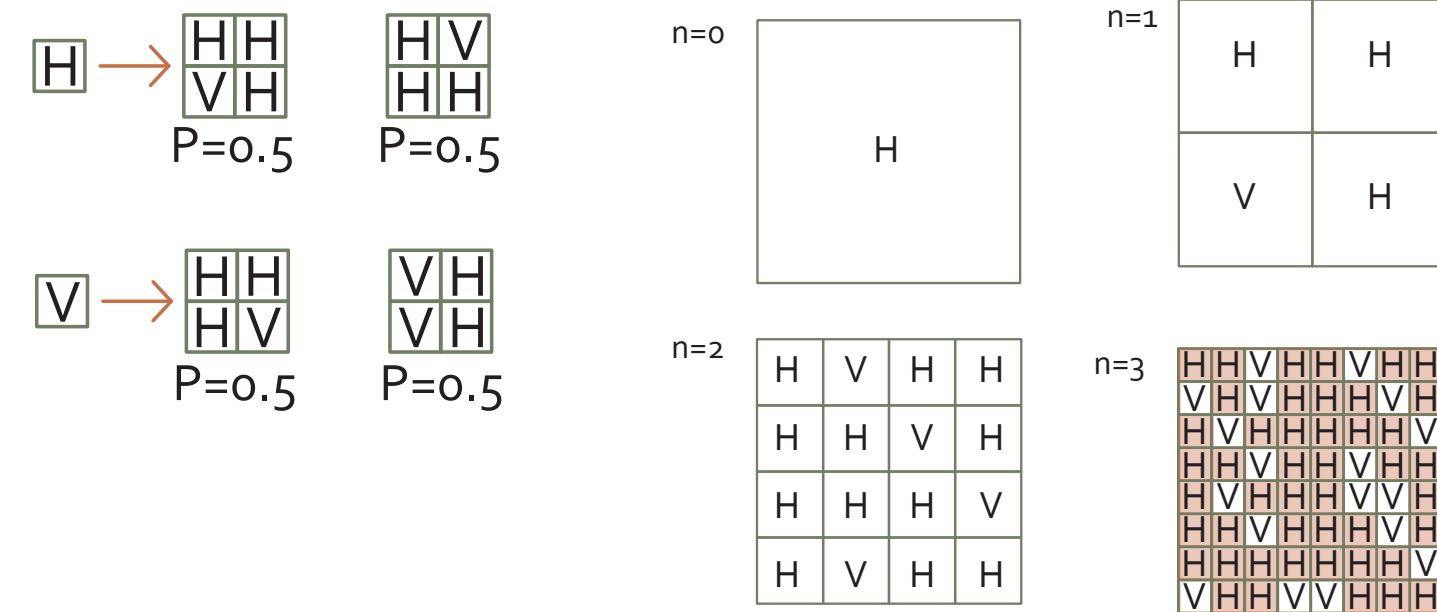 H H H V
H
V H H H
P=0.5 P=0.5
H H V H
V
H V V H
P=0.5 P=0.5
n=0
H
n=1
H H
V H
n=2
H V H H
H H V H
H H H V
H V H H
n=3
H H V H H V H H
V H V H H H V H
H V H H H H H V
H H V H H V H H
H V H H H V V H
H H V H H H V H
H H H H H H H V
V H H V V H H H